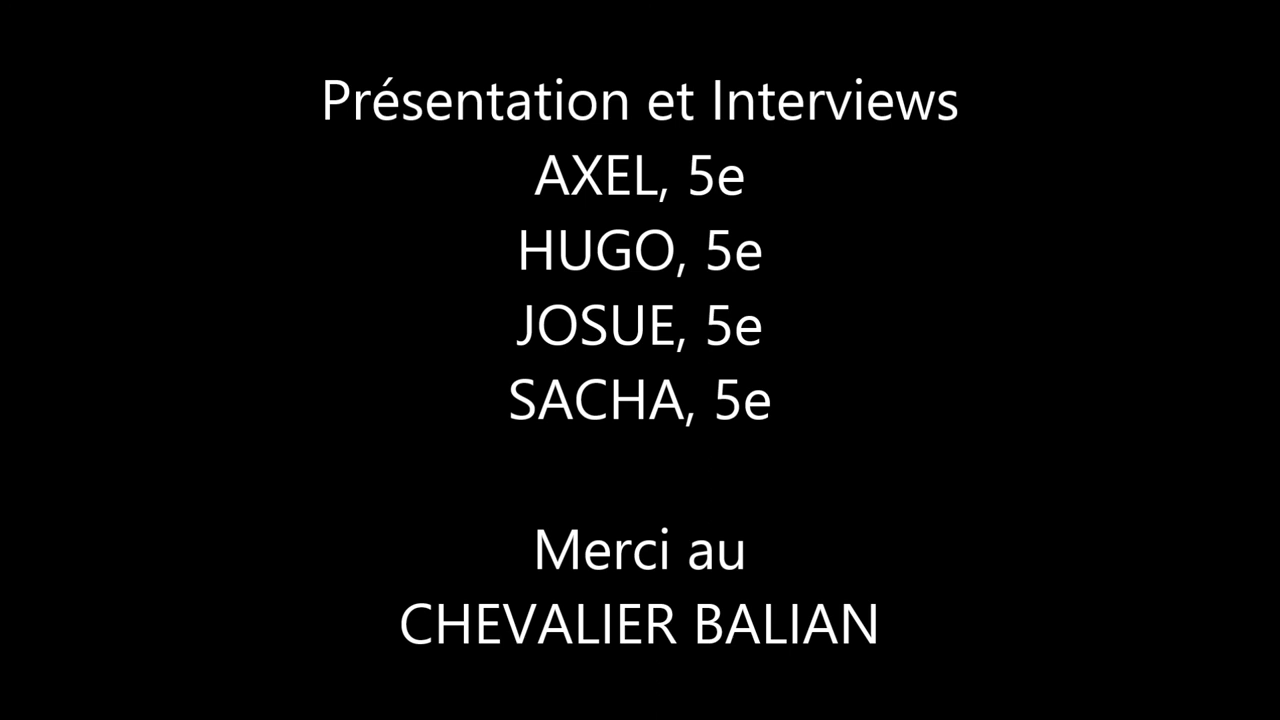 Présentation et Interviews
AXEL, 5e
HUGO, 5e
JOSUE, 5e
SACHA, 5e
Merci au
CHEVALIER BALIAN